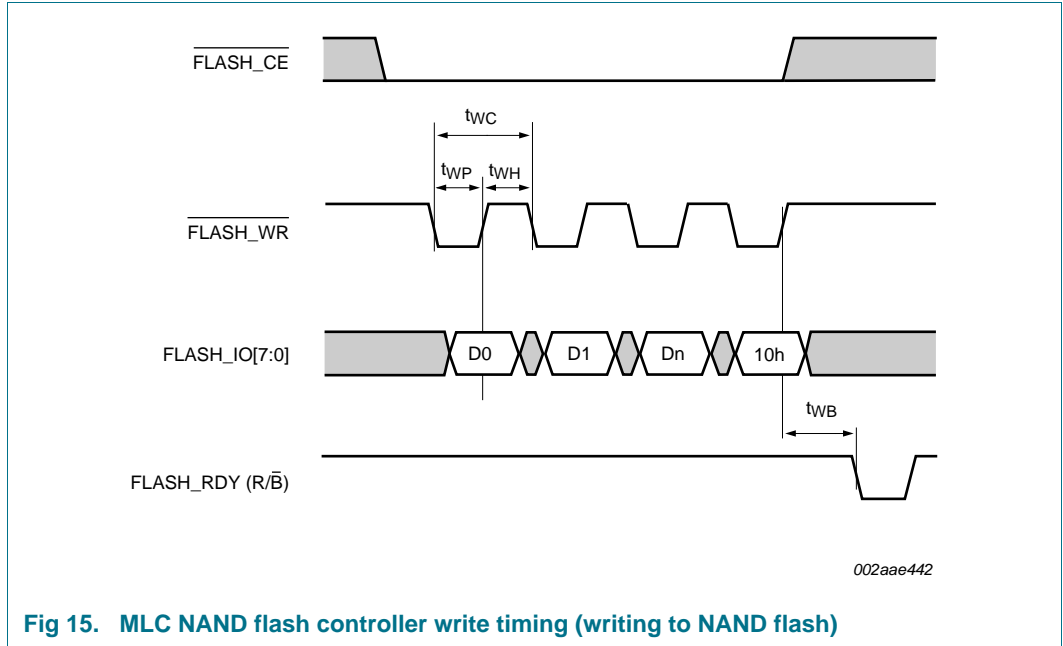 FLASH_CE
tWC
tWP tWH
FLASH_WR
FLASH_IO[7:0] D0 D1 Dn 10h
tWB
FLASH_RDY (R/B̄)
002aae442
Fig 15. MLC NAND flash controller write timing (writing to NAND flash)